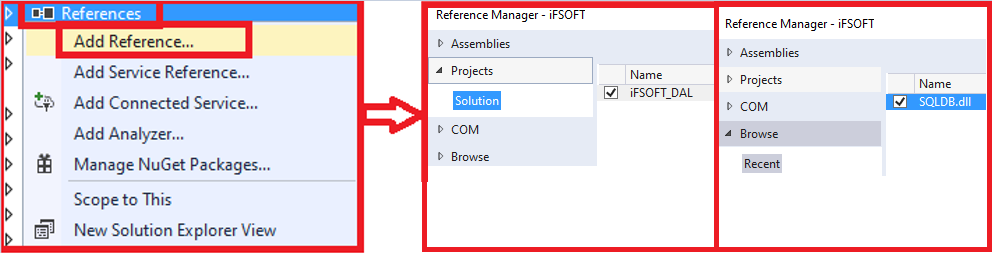 References
Add Reference...
Add Service Reference...
Add Connected Service...
Add Analyzer...
Manage NuGet Packages...
Scope to This
New Solution Explorer View
Reference Manager - iFSOFT
Assemblies
Projects
Solution
COM
Browse
Name
iFSOFT_DAL
Reference Manager - iFSOFT
Assemblies
Projects
COM
Browse
Recent
Name
SQLDB.dll